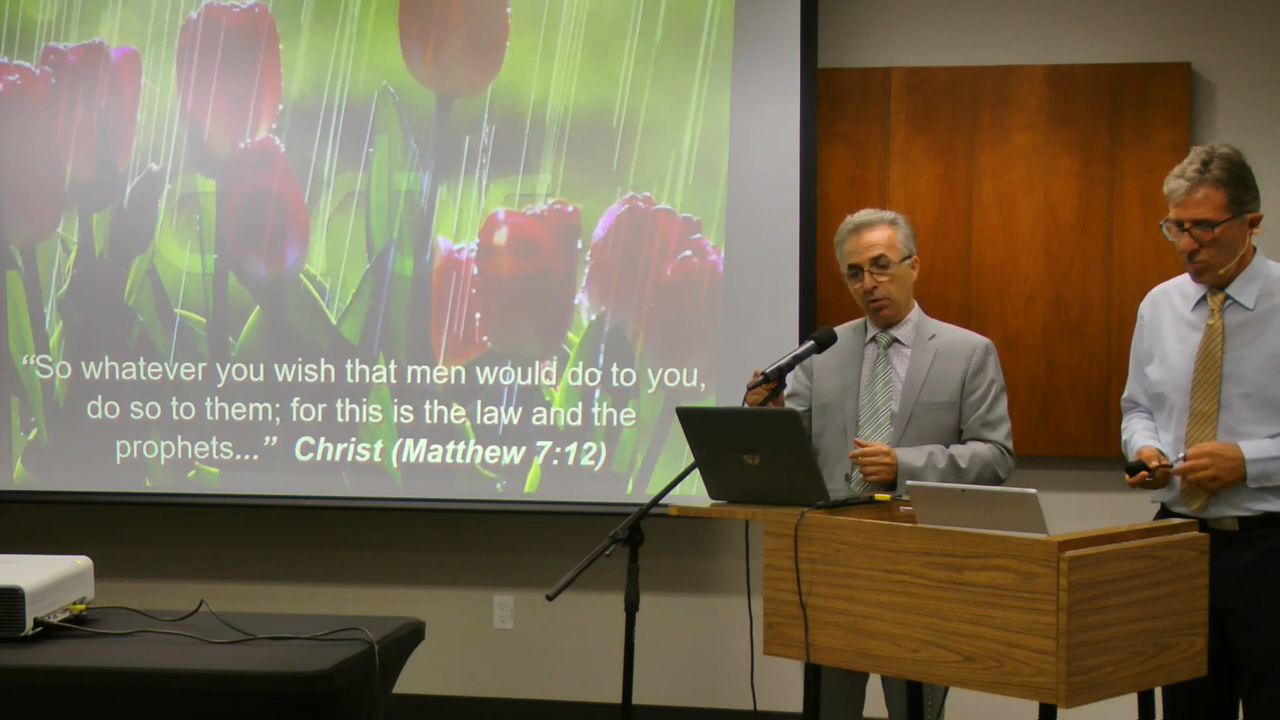 “So whatever you wish that men would do to you,
do so to them; for this is the law and the
prophets...” Christ (Matthew 7:12)
hp